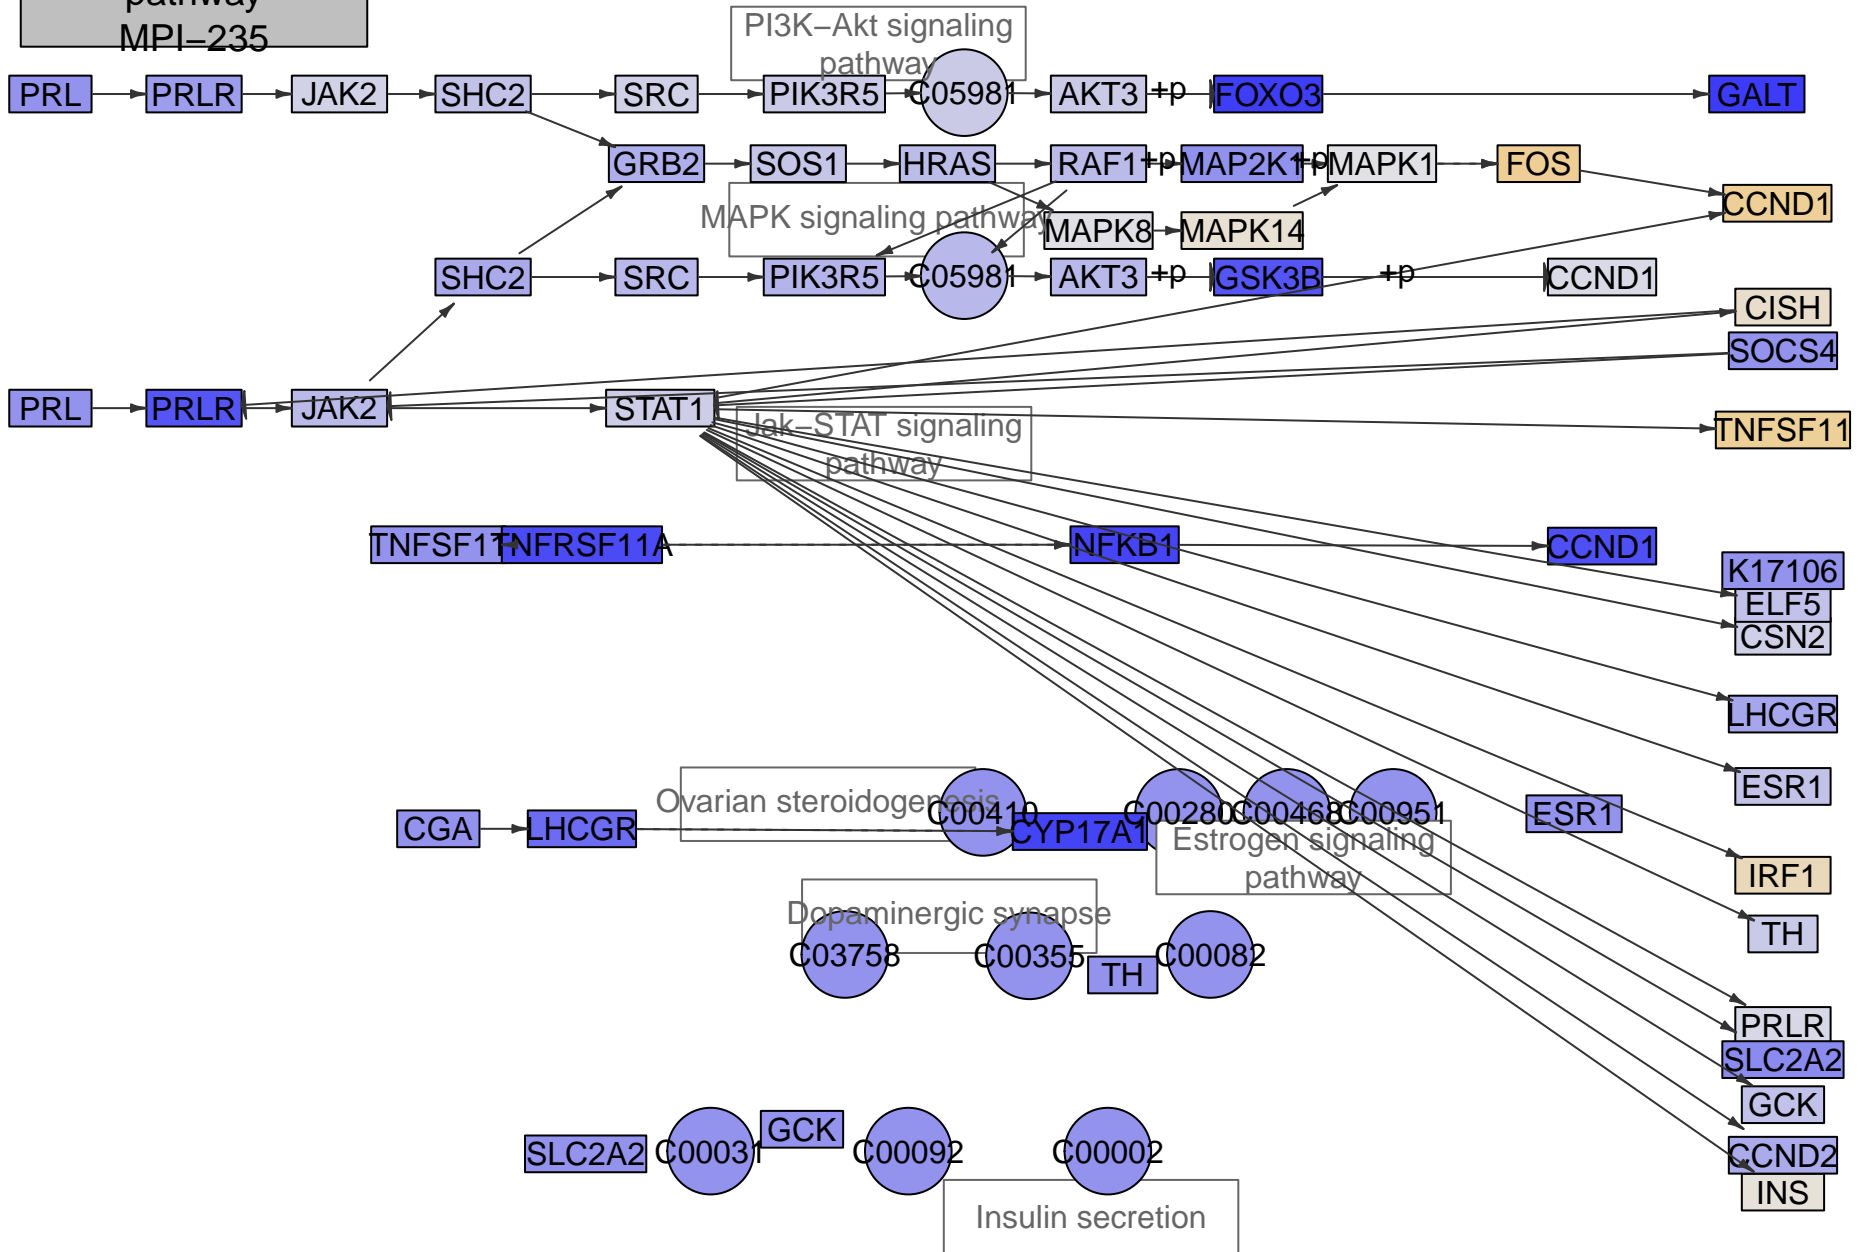 pathway
MPI−235
PI3K−Akt signaling
pathway
PRL
PRLR
JAK2
SHC2
SRC
PIK3R5
C05981
AKT3
+p
FOXO3
GALT
GRB2
SOS1
HRAS
RAF1
+p
MAP2K1
+p
MAPK1
FOS
CCND1
MAPK signaling pathway
MAPK8
MAPK14
SHC2
SRC
PIK3R5
C05981
AKT3
+p
GSK3B
+p
CCND1
CISH
SOCS4
PRL
PRLR
JAK2
STAT1
Jak−STAT signaling
pathway
TNFSF11
TNFSF11
TNFRSF11A
NFKB1
CCND1
K17106
ELF5
CSN2
LHCGR
ESR1
Ovarian steroidogenesis
C00410
C00280
C00468
C00951
ESR1
CGA
LHCGR
CYP17A1
Estrogen signaling
pathway
IRF1
Dopaminergic synapse
TH
C03758
C00355
TH
C00082
PRLR
SLC2A2
GCK
SLC2A2
C00031
GCK
C00092
C00002
CCND2
INS
Insulin secretion